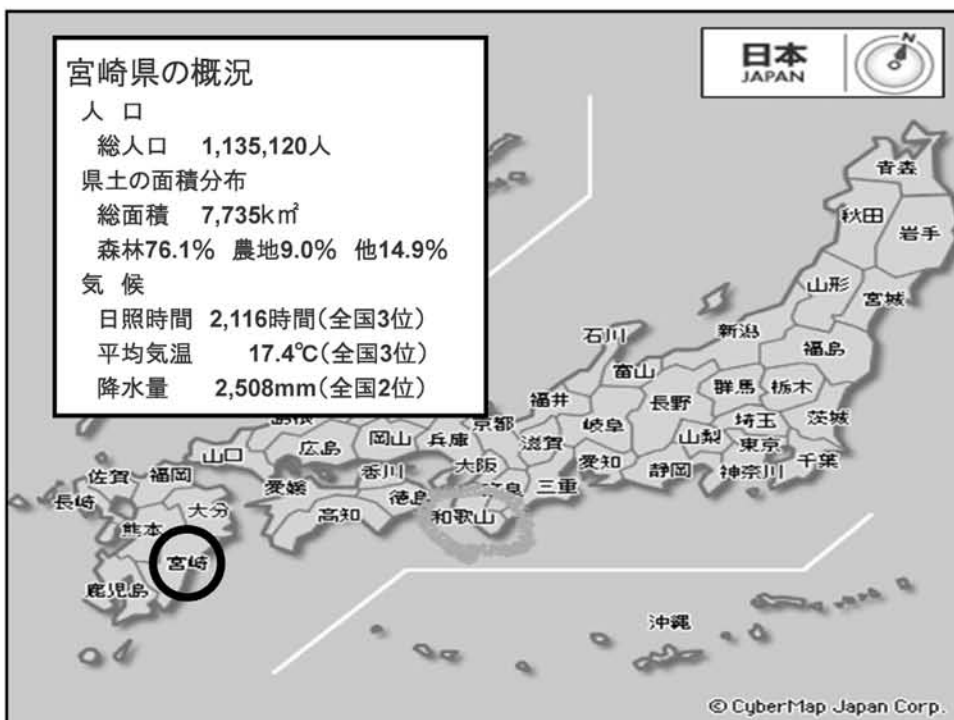 宮崎県の概況
人 口
総人口 1,135,120人
県土の面積分布
総面積 7,735k㎡
森林76.1% 農地9.0% 他14.9%
気 候
日照時間 2,116時間(全国3位)
平均気温 17.4℃(全国3位)
降水量 2,508mm(全国2位)
日本
JAPAN
N
青森
秋田
岩手
山形
宮城
新潟
福島
石川
富山
群馬
栃木
福井
長野
茨城
岐阜
埼玉
京都
滋賀
山梨
東京
山口
広島
岡山
兵庫
大阪
愛知
静岡
神奈川
千葉
佐賀
福岡
愛媛
香川
徳島
三重
長崎
大分
高知
和歌山
熊本
宮崎
鹿児島
沖縄
© CyberMap Japan Corp.